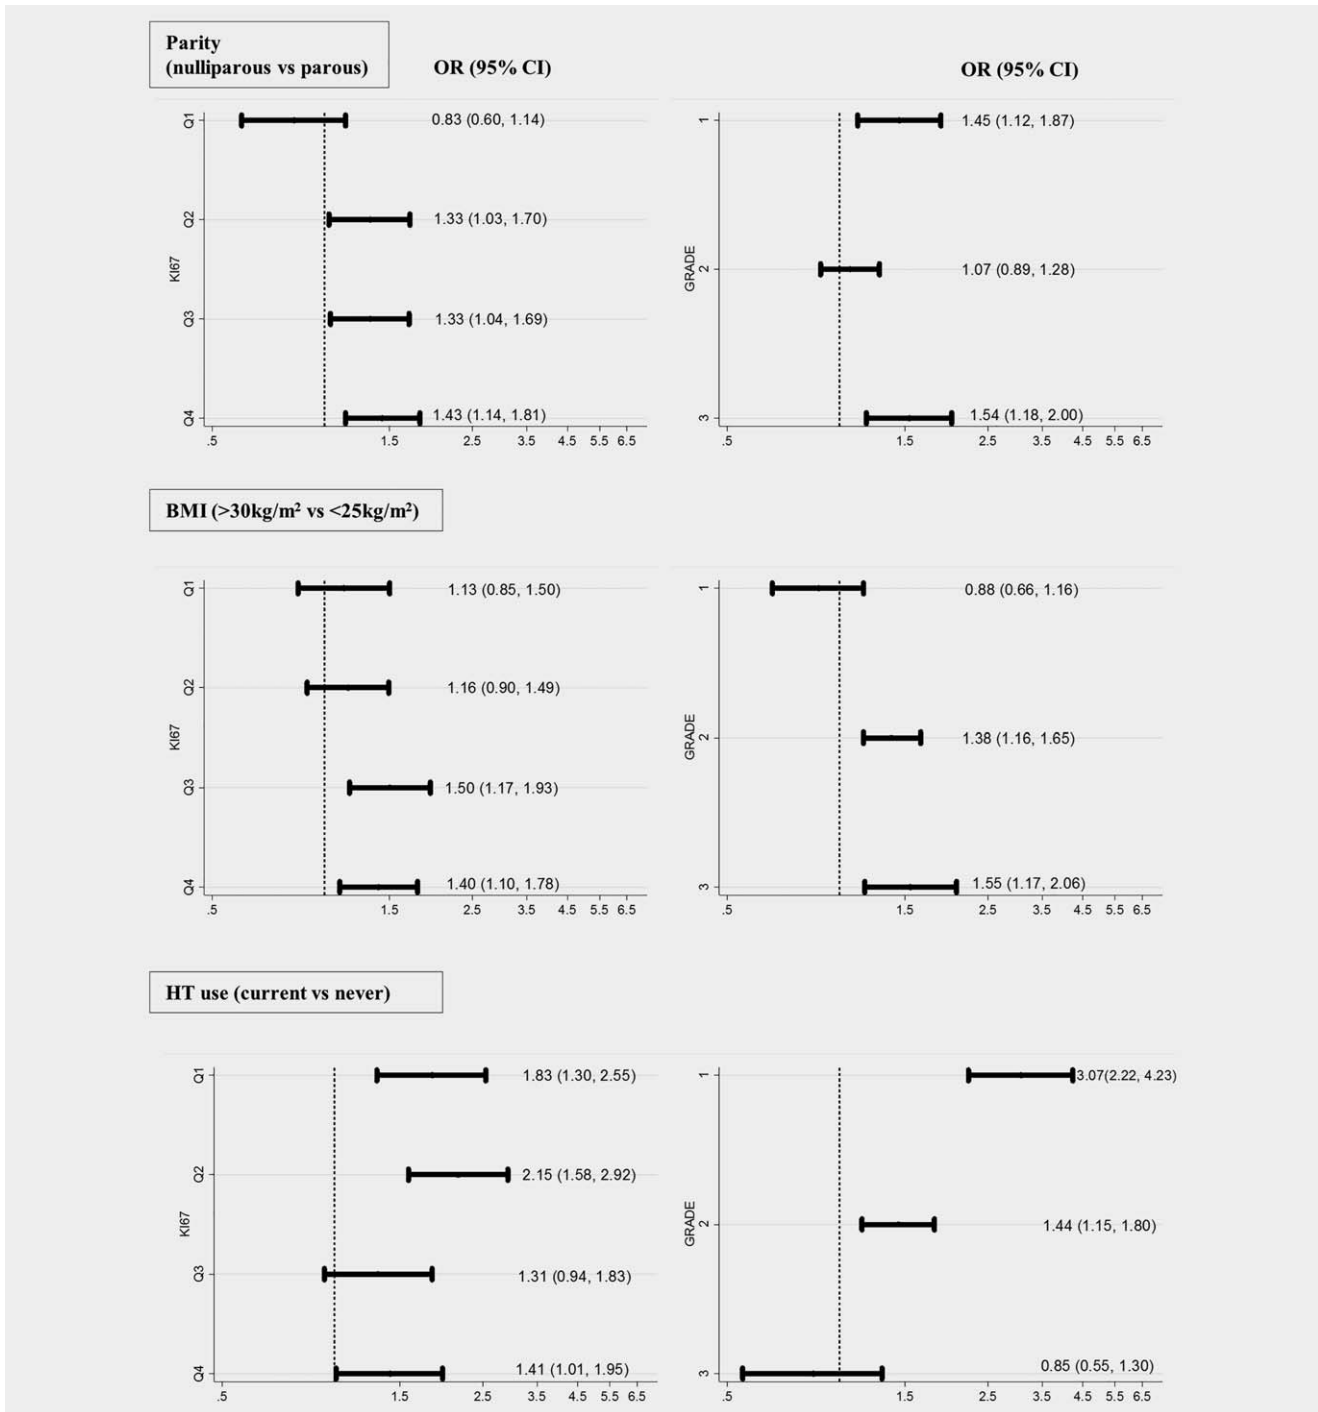 Parity
(nulliparous vs parous)
OR (95% CI)
OR (95% CI)
Q1
0.83 (0.60, 1.14)
Q2
1.33 (1.03, 1.70)
KI67
Q3
1.33 (1.04, 1.69)
Q4
1.43 (1.14, 1.81)
.5 1.5 2.5 3.5 4.5 5.5 6.5
1
1.45 (1.12, 1.87)
GRADE
2
1.07 (0.89, 1.28)
3
1.54 (1.18, 2.00)
.5 1.5 2.5 3.5 4.5 5.5 6.5
BMI (>30kg/m² vs <25kg/m²)
Q1
1.13 (0.85, 1.50)
Q2
1.16 (0.90, 1.49)
KI67
Q3
1.50 (1.17, 1.93)
Q4
1.40 (1.10, 1.78)
.5 1.5 2.5 3.5 4.5 5.5 6.5
1
0.88 (0.66, 1.16)
GRADE
2
1.38 (1.16, 1.65)
3
1.55 (1.17, 2.06)
.5 1.5 2.5 3.5 4.5 5.5 6.5
HT use (current vs never)
Q1
1.83 (1.30, 2.55)
Q2
2.15 (1.58, 2.92)
KI67
Q3
1.31 (0.94, 1.83)
Q4
1.41 (1.01, 1.95)
.5 1.5 2.5 3.5 4.5 5.5 6.5
1
3.07(2.22, 4.23)
GRADE
2
1.44 (1.15, 1.80)
3
0.85 (0.55, 1.30)
.5 1.5 2.5 3.5 4.5 5.5 6.5